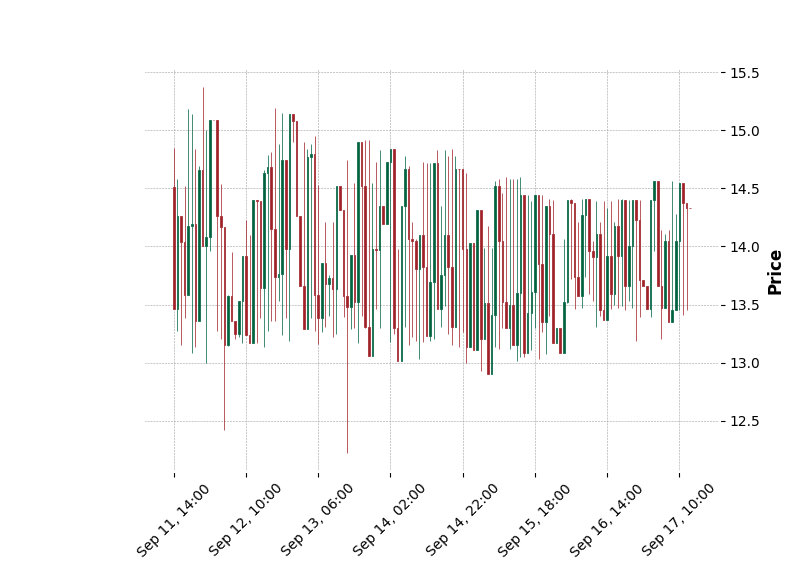 15.5
15.0
14.5
14.0
13.5
13.0
12.5
Price
Sep 11, 14:00
Sep 12, 10:00
Sep 13, 06:00
Sep 14, 02:00
Sep 14, 22:00
Sep 15, 18:00
Sep 16, 14:00
Sep 17, 10:00